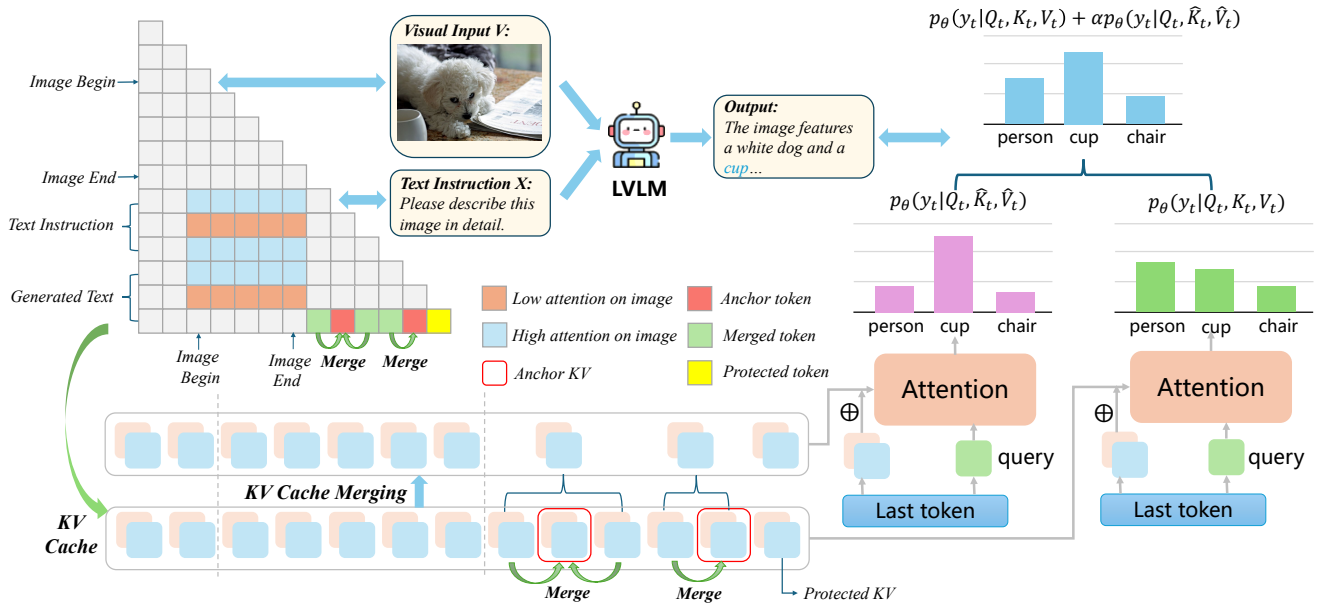 Image Begin
Image End
Text Instruction
Generated Text
Image
Begin
Image
End
Merge
Merge
Visual Input V:
Text Instruction X:
Please describe this
image in detail.
LVLM
Output:
The image features
a white dog and a
cup...
Low attention on image
High attention on image
Anchor KV
Anchor token
Merged token
Protected token
p_θ(y_t|Q_t, K_t, V_t) + αp_θ(y_t|Q_t, K̂_t, V̂_t)
person cup chair
p_θ(y_t|Q_t, K̂_t, V̂_t)
person cup chair
p_θ(y_t|Q_t, K_t, V_t)
person cup chair
Attention
⊕
query
Last token
Attention
⊕
query
Last token
KV Cache Merging
KV
Cache
Merge
Merge
Protected KV